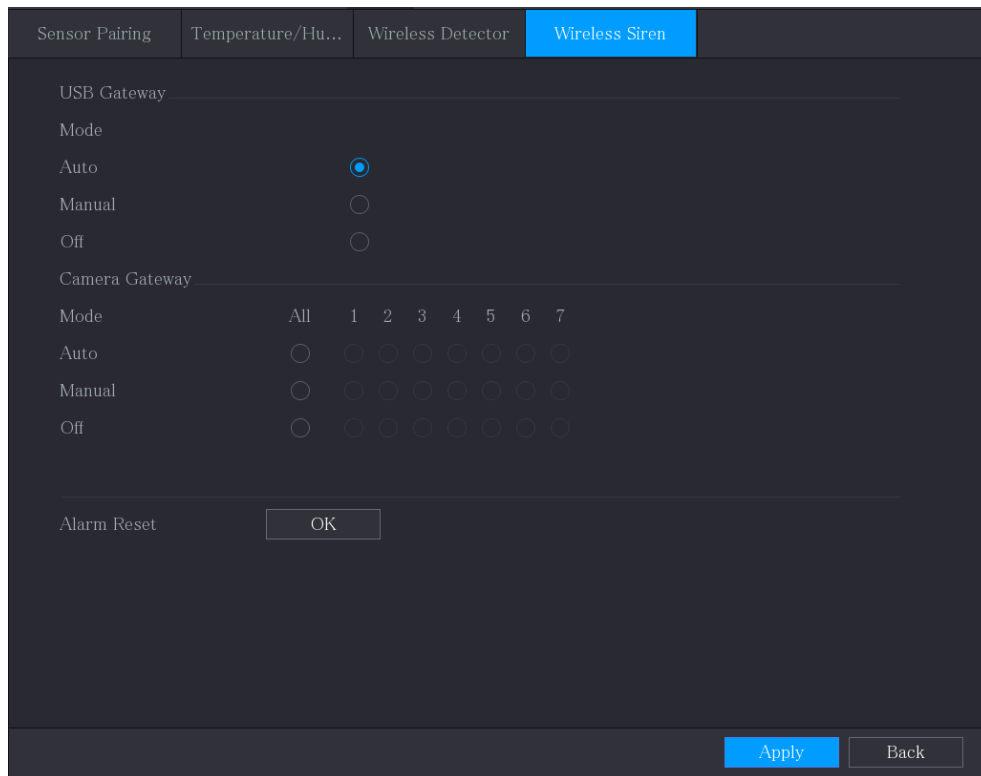 Sensor Pairing Temperature/Hu... Wireless Detector Wireless Siren
USB Gateway
Mode
Auto
Manual
Off
Camera Gateway
Mode All 1 2 3 4 5 6 7
Auto
Manual
Off
Alarm Reset OK
Apply Back